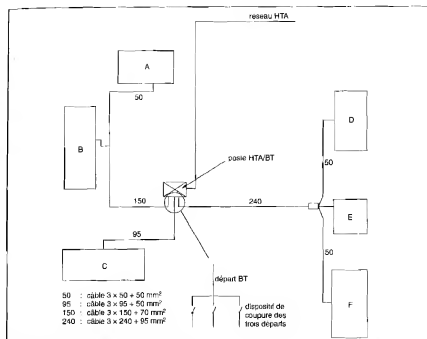 reseau HTA
A
50
B
D
poste HTA/BT
50
150
240
E
95
50
C
départ BT
F
50 : câble 3 x 50 + 50 mm²
95 : câble 3 x 95 + 50 mm²
150 : câble 3 x 150 + 70 mm²
240 : câble 3 x 240 + 95 mm²
dispositif de
coupure des
trois départs